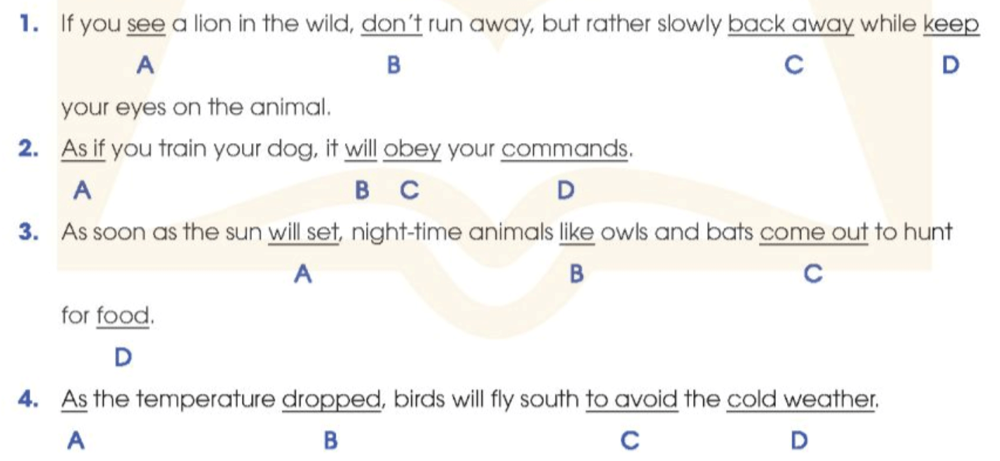 1. If you see a lion in the wild, don't run away, but rather slowly back away while keep
A B C D
your eyes on the animal.
2. As if you train your dog, it will obey your commands.
A B C D
3. As soon as the sun will set, night-time animals like owls and bats come out to hunt
A B C
for food.
D
4. As the temperature dropped, birds will fly south to avoid the cold weather.
A B C D